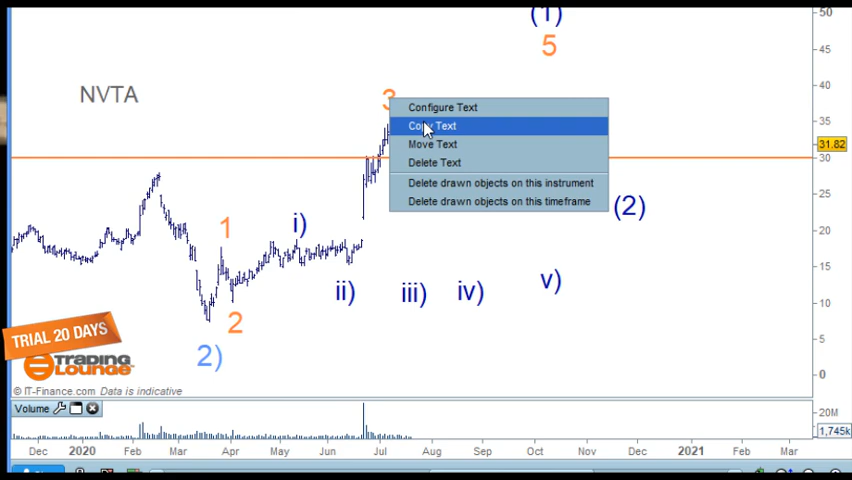 (1)
50
5
45
NVTA
40
3
Configure Text
35
Copy Text
31.82
Move Text
30
Delete Text
Delete drawn objects on this instrument
Delete drawn objects on this timeframe
(2)
1
i)
20
ii)
iii)
iv)
v)
15
10
2
TRIAL 20 DAYS
5
2)
TRADING
LOUNGE
0
© IT-Finance.com Data is indicative
Volume
20M
1,745k
Dec 2020 Feb Mar Apr May Jun Jul Aug Sep Oct Nov Dec 2021 Feb Mar